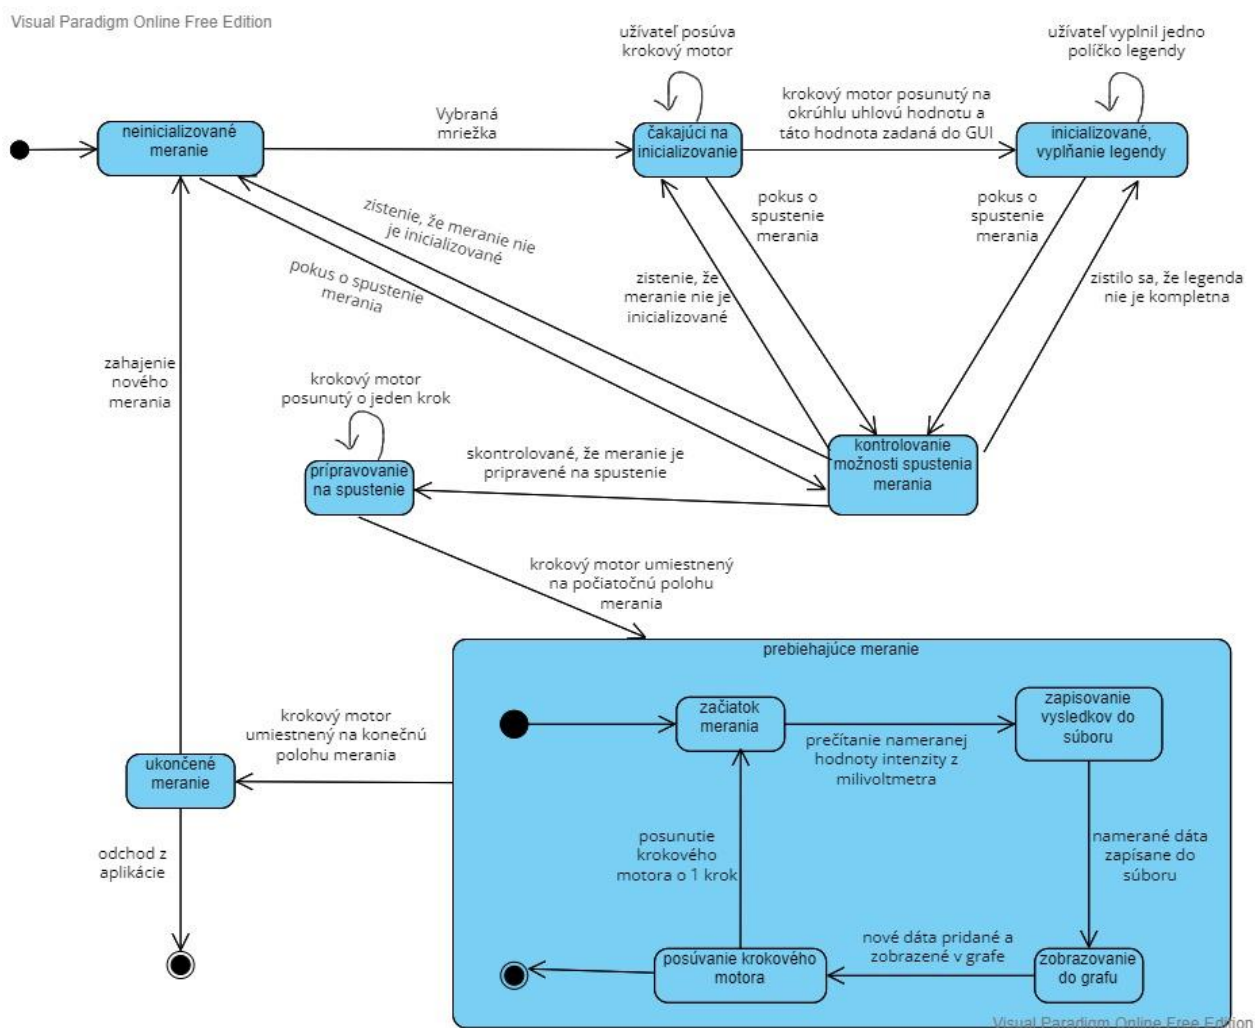 Visual Paradigm Online Free Edition
užívateľ posúva
krokový motor
užívateľ vyplnil jedno
políčko legendy
neinicializované
meranie
Vybraná
mriežka
čakajúci na
inicializovanie
krokový motor posunutý na
okrúhlu uhlovú hodnotu a
táto hodnota zadaná do GUI
inicializované,
vypĺňanie legendy
zistenie, že meranie nie
je inicializované
pokus o spustenie
merania
pokus o
spustenie
merania
pokus o
spustenie
merania
zistenie, že
meranie nie je
inicializované
zistilo sa, že legenda
nie je kompletna
zahajenie
nového
merania
krokový motor
posunutý o jeden krok
prípravovanie
na spustenie
skontrolované, že meranie je
pripravené na spustenie
kontrolovanie
možnosti spustenia
merania
krokový motor umiestnený
na počiatočnú polohu
merania
prebiehajúce meranie
začiatok
merania
zapisovanie
vysledkov do
súboru
prečítanie nameranej
hodnoty intenzity z
milivoltmetra
krokový motor
umiestnený na konečnú
polohu merania
ukončené
meranie
odchod z
aplikácie
posunutie
krokového
motora o 1 krok
namerané dáta
zapísane do
súboru
nové dáta pridané a
zobrazené v grafe
posúvanie krokového
motora
zobrazovanie
do grafu
Visual Paradigm Online Free Edition